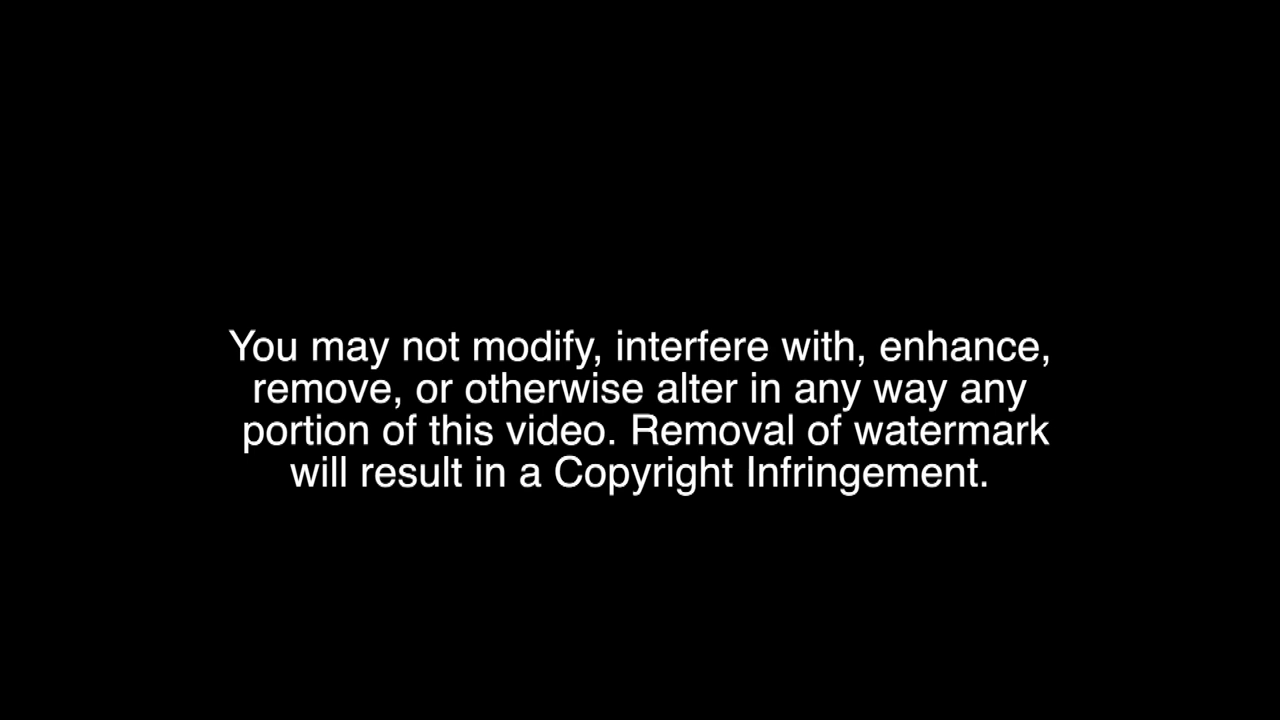 You may not modify, interfere with, enhance,
remove, or otherwise alter in any way any
portion of this video. Removal of watermark
will result in a Copyright Infringement.